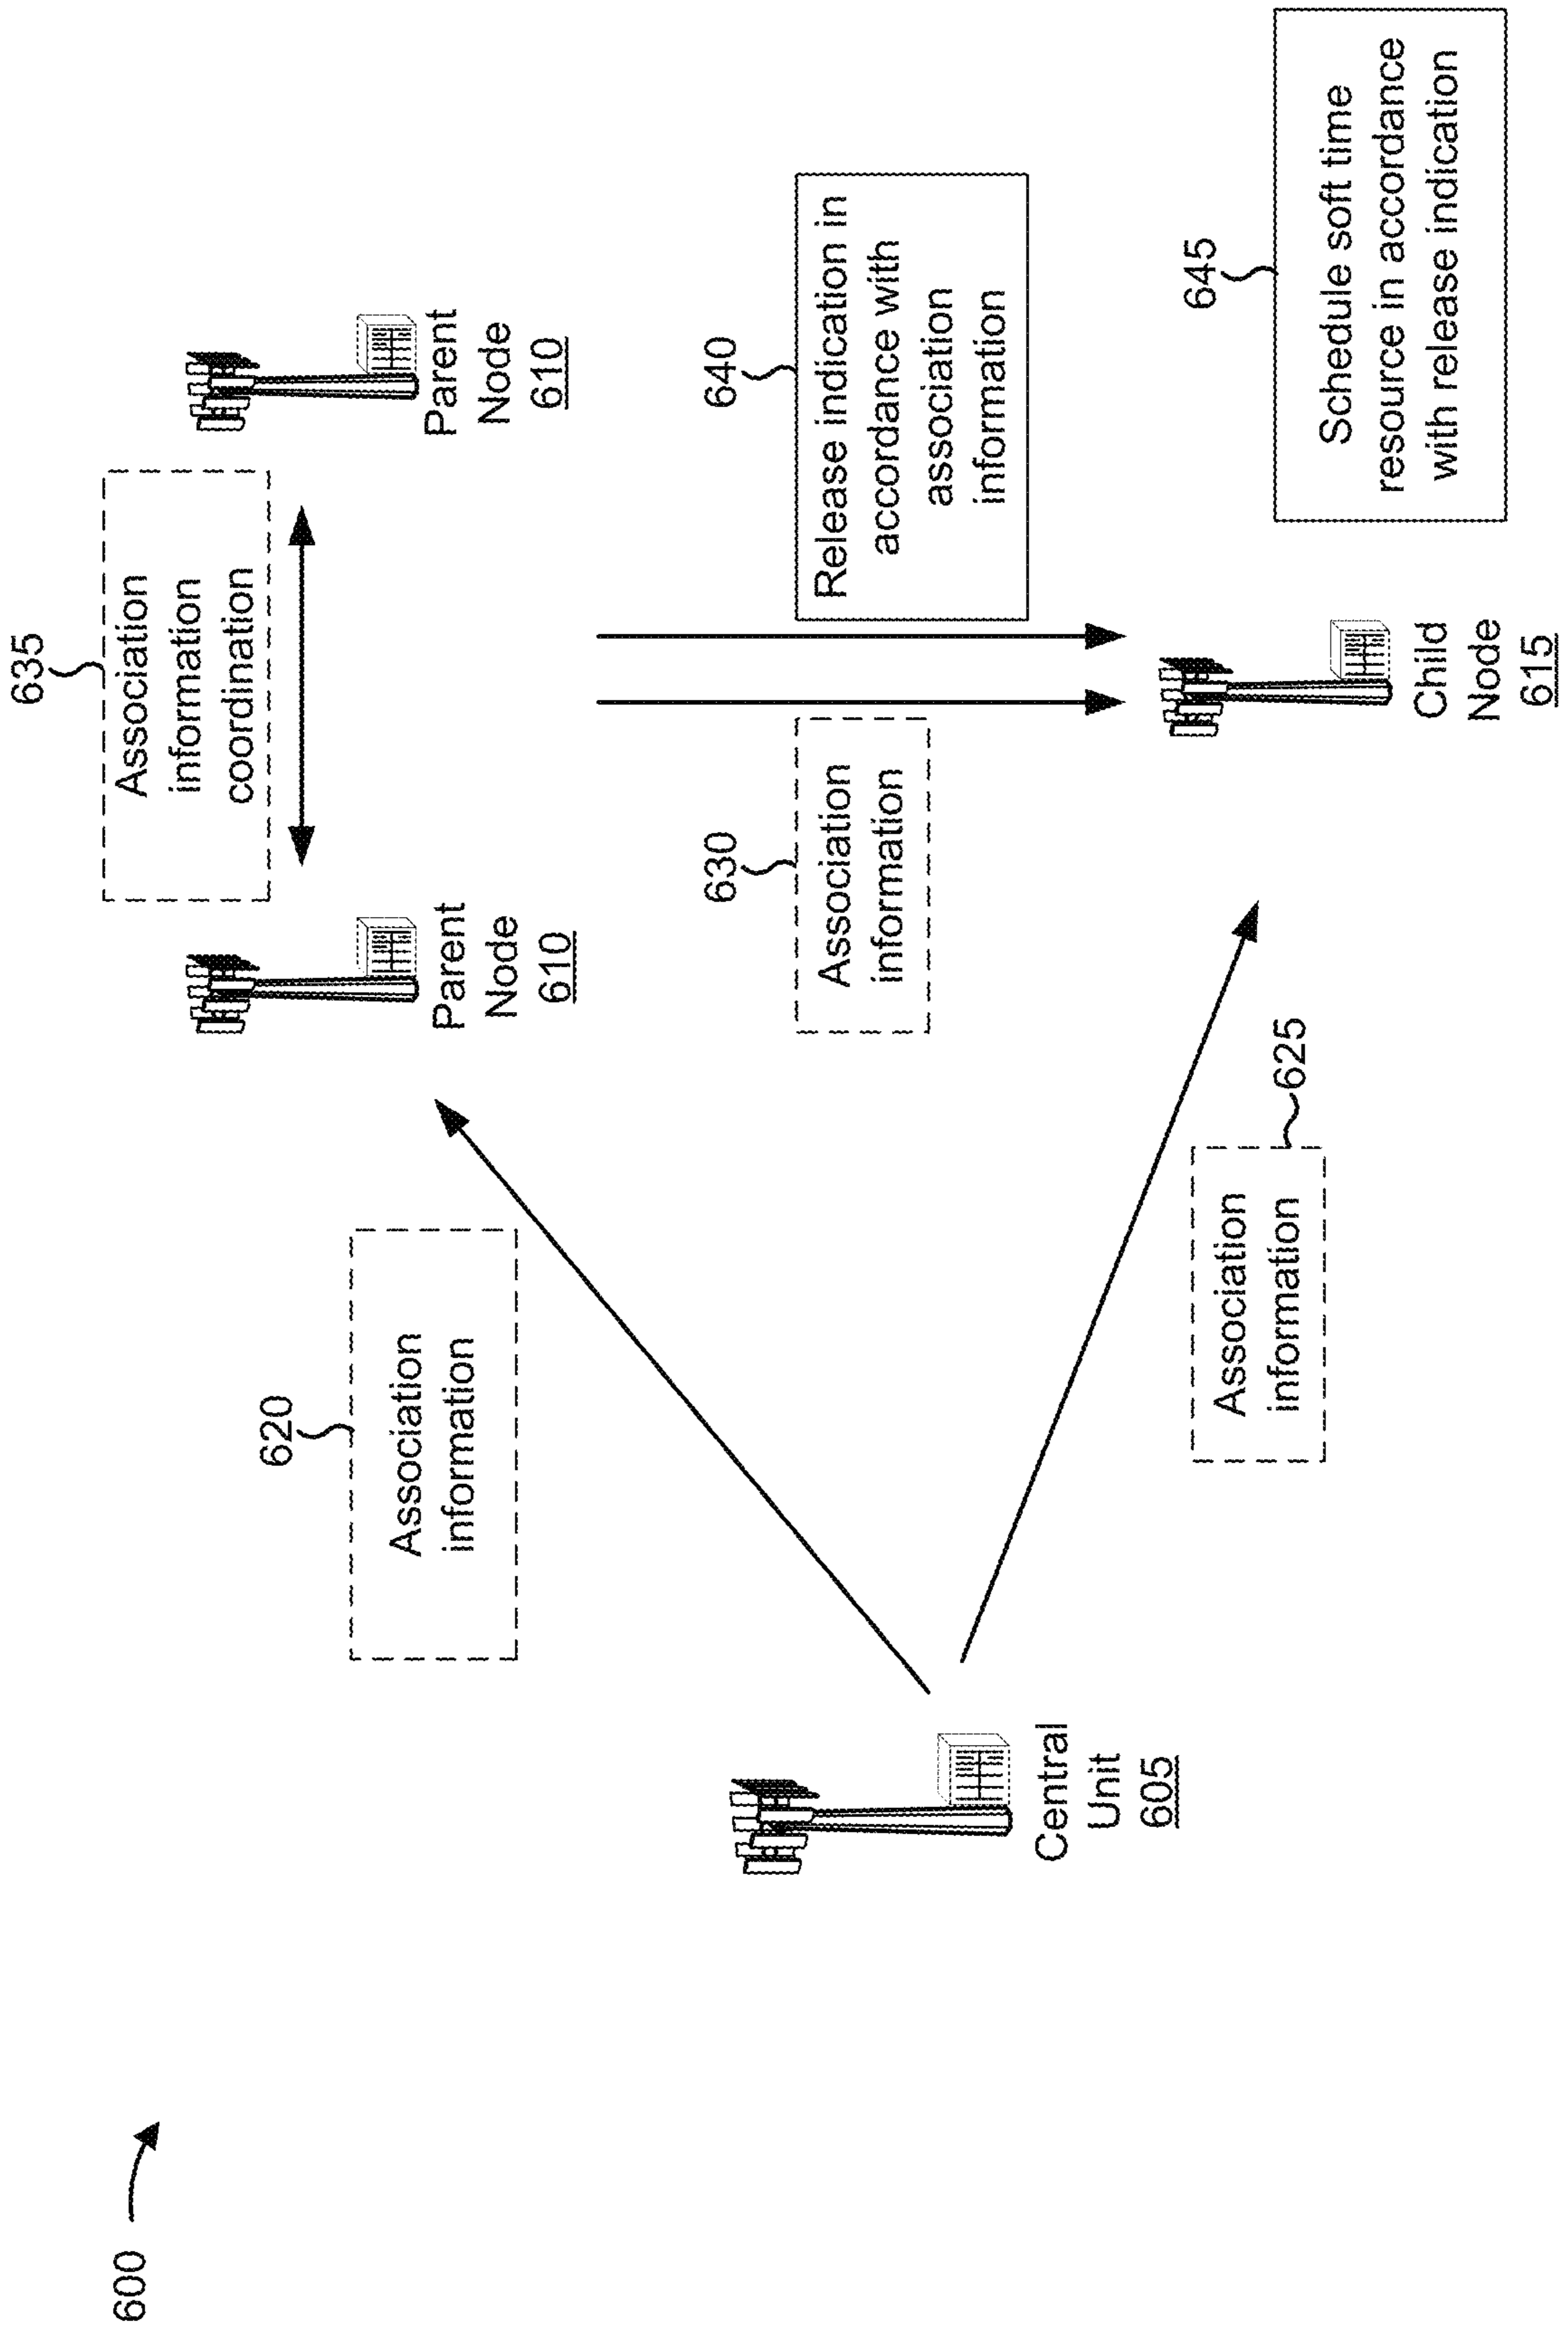 600
635
Association
information
coordination
Parent
Node
610
Parent
Node
610
620
Association
information
630
Association
information
640
Release indication in
accordance with
association
information
Central
Unit
605
625
Association
information
Child
Node
615
645
Schedule soft time
resource in accordance
with release indication